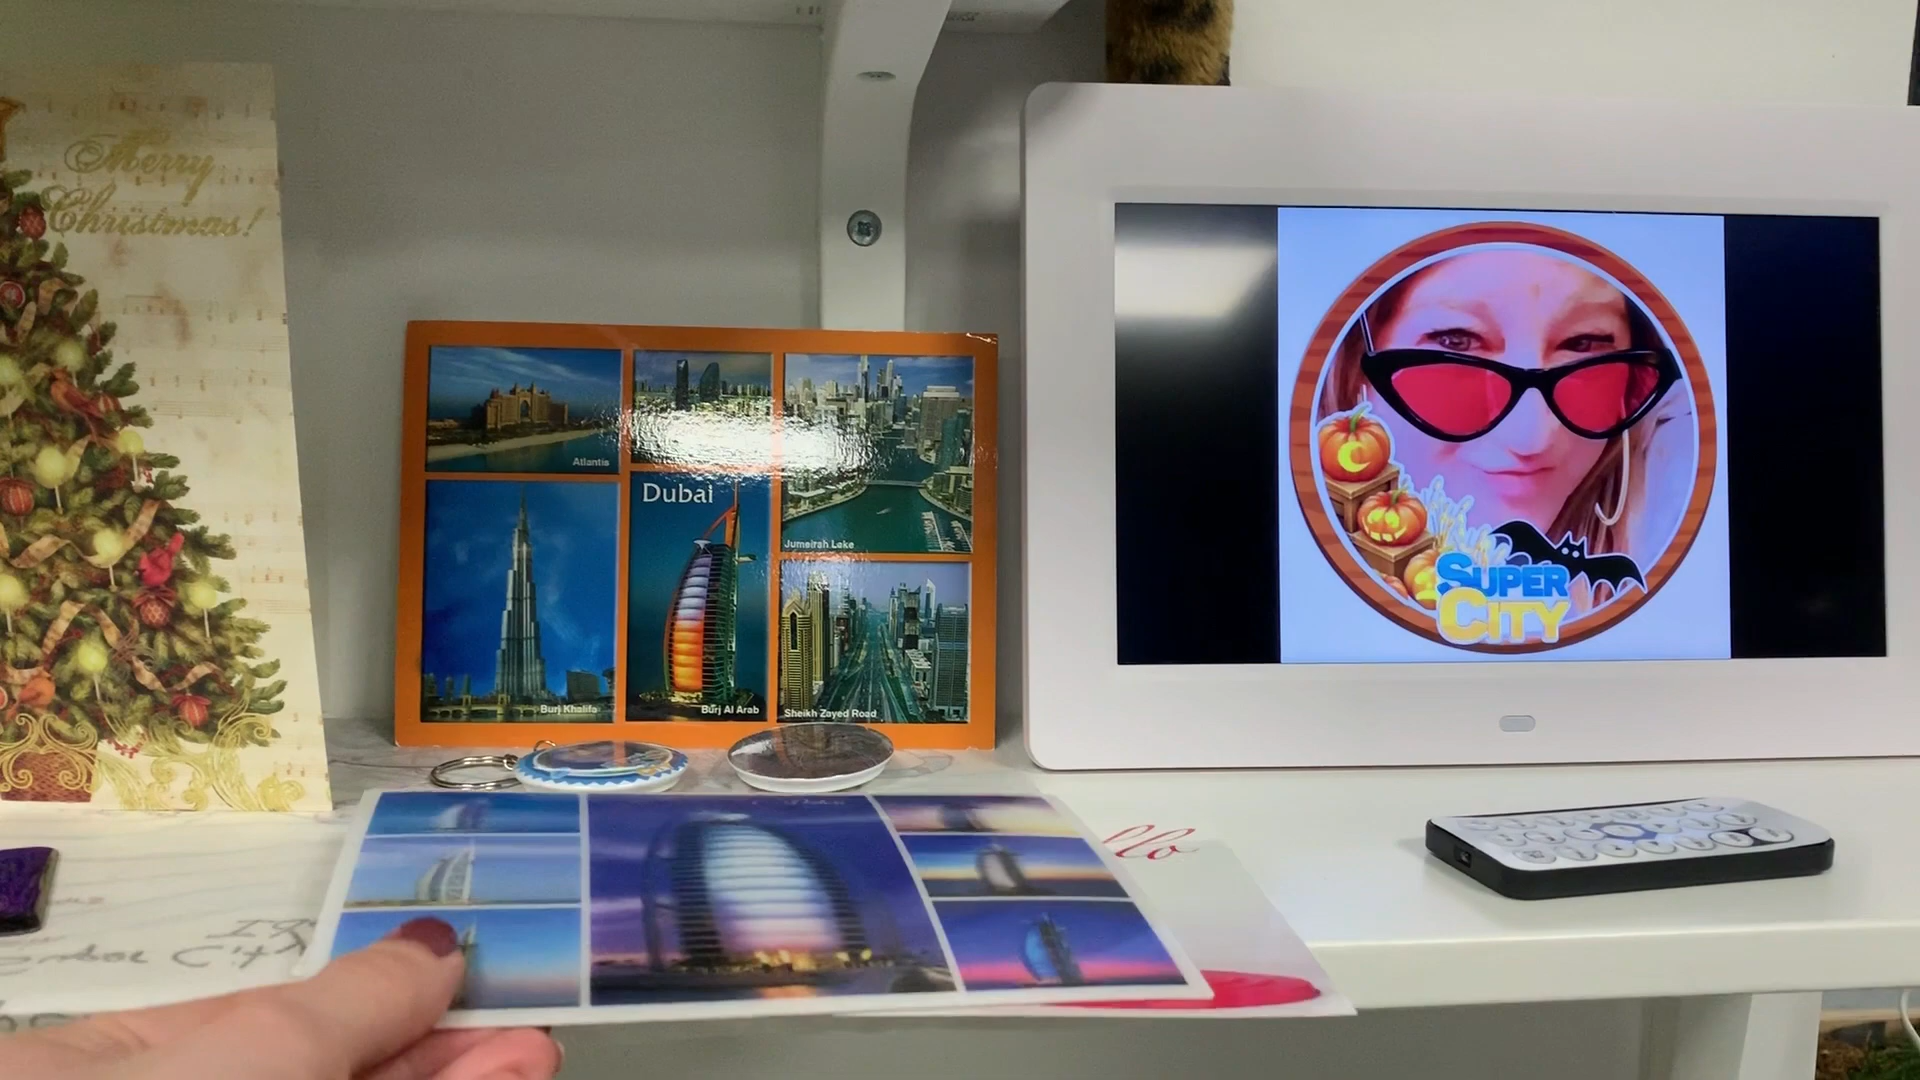 Merry
Christmas!
Atlantis
Dubai
Jumeirah Lake
Burj Khalifa
Burj Al Arab
Sheikh Zayed Road
SUPER
CITY